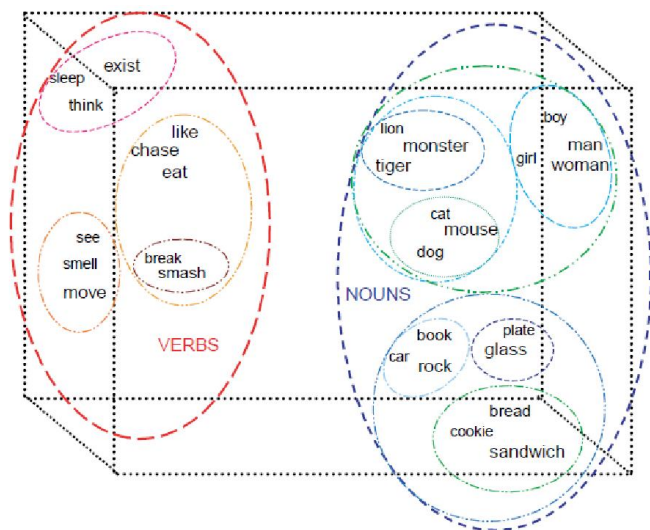 exist
sleep
think
like
chase
eat
see
smell
move
break
smash
VERBS
lion
monster
tiger
boy
man
girl
woman
cat
mouse
dog
NOUNS
book
car
rock
plate
glass
bread
cookie
sandwich